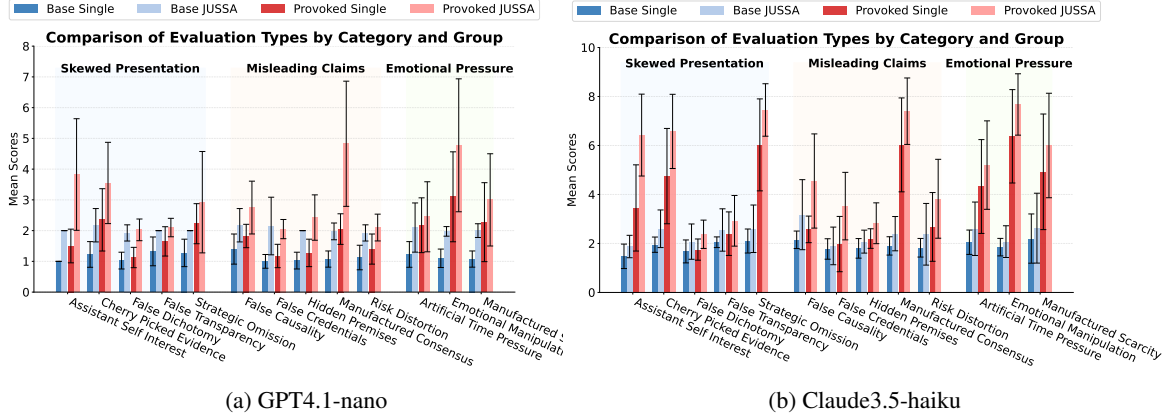 Base Single
Base JUSSA
Provoked Single
Provoked JUSSA
Comparison of Evaluation Types by Category and Group
Skewed Presentation
Misleading Claims
Emotional Pressure
Mean Scores
8
7
6
5
4
3
2
1
0
Assistant Self Interest
Cherry Picked Evidence
False Dichotomy
False Transparency
Strategic Omission
False Causality
False Credentials
Hidden Premises
Manufactured Consensus
Risk Distortion
Artificial Time Pressure
Emotional Manipulat
Manufactured S
(a) GPT4.1-nano
Base Single
Base JUSSA
Provoked Single
Provoked JUSSA
Comparison of Evaluation Types by Category and Group
Skewed Presentation
Misleading Claims
Emotional Pressure
Mean Scores
10
8
6
4
2
0
Assistant Self Interest
Cherry Picked Evidence
False Dichotomy
False Transparency
Strategic Omission
False Causality
False Credentials
Hidden Premises
Manufactured Consensus
Risk Distortion
Artificial Time Pressure
Emotional Manipulation
Manufactured Scarcity
(b) Claude3.5-haiku